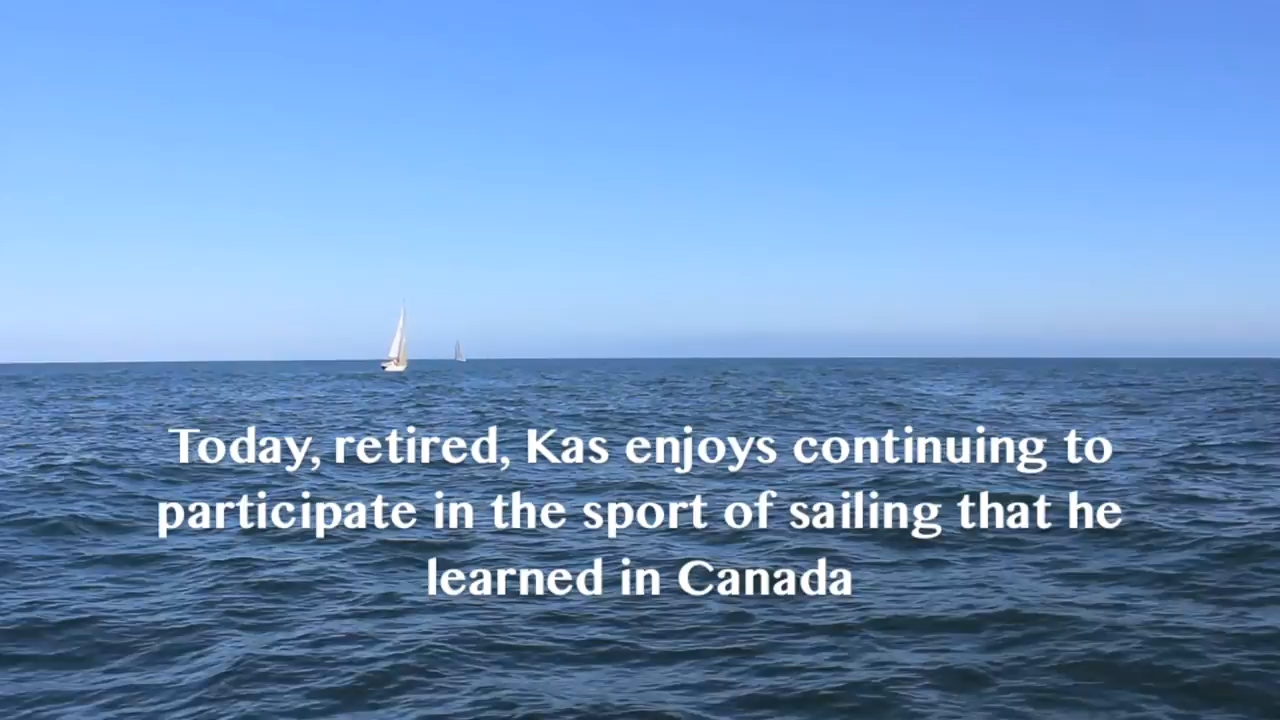 Today, retired, Kas enjoys continuing to
participate in the sport of sailing that he
learned in Canada